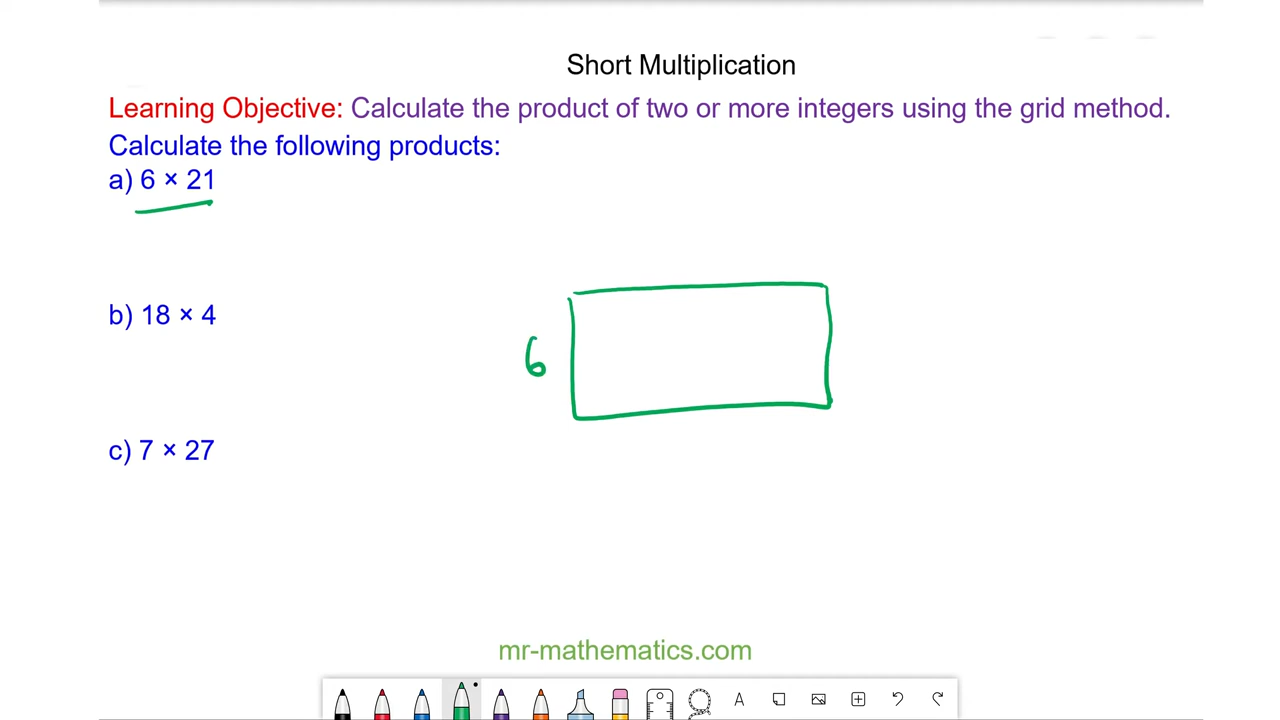 Short Multiplication
Learning Objective: Calculate the product of two or more integers using the grid method.
Calculate the following products:
a) 6 × 21
b) 18 × 4
6
c) 7 × 27
mr-mathematics.com
A